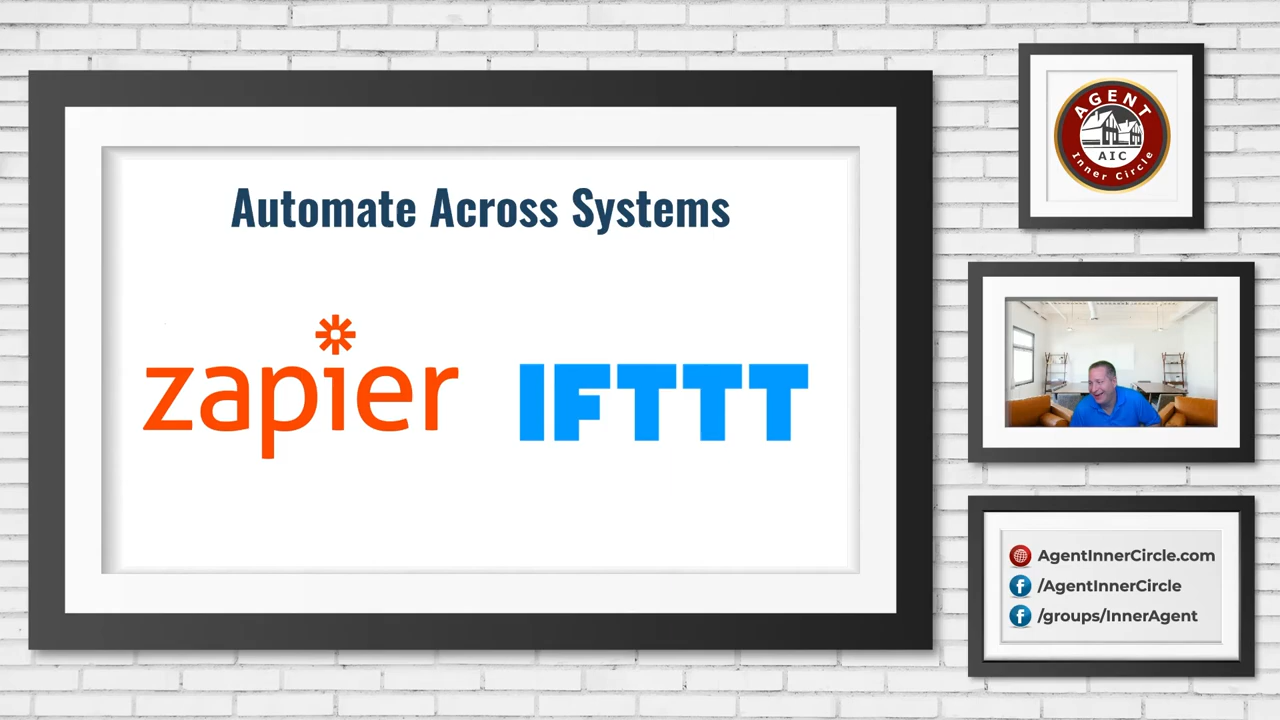 Automate Across Systems
zapier
IFTTT
AGENT
AIC
Inner Circle
AgentInnerCircle.com
/AgentInnerCircle
/groups/InnerAgent